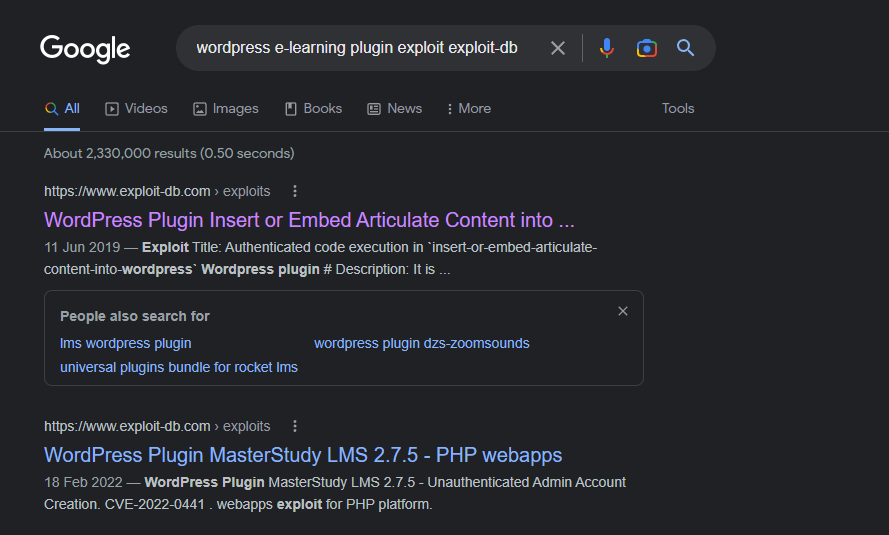 Google
wordpress e-learning plugin exploit exploit-db
All Videos Images Books News More Tools
About 2,330,000 results (0.50 seconds)
https://www.exploit-db.com › exploits
WordPress Plugin Insert or Embed Articulate Content into ...
11 Jun 2019 — Exploit Title: Authenticated code execution in `insert-or-embed-articulate-
content-into-wordpress` Wordpress plugin # Description: It is ...
People also search for
lms wordpress plugin
wordpress plugin dzs-zoomsounds
universal plugins bundle for rocket lms
https://www.exploit-db.com › exploits
WordPress Plugin MasterStudy LMS 2.7.5 - PHP webapps
18 Feb 2022 — WordPress Plugin MasterStudy LMS 2.7.5 - Unauthenticated Admin Account
Creation. CVE-2022-0441 . webapps exploit for PHP platform.